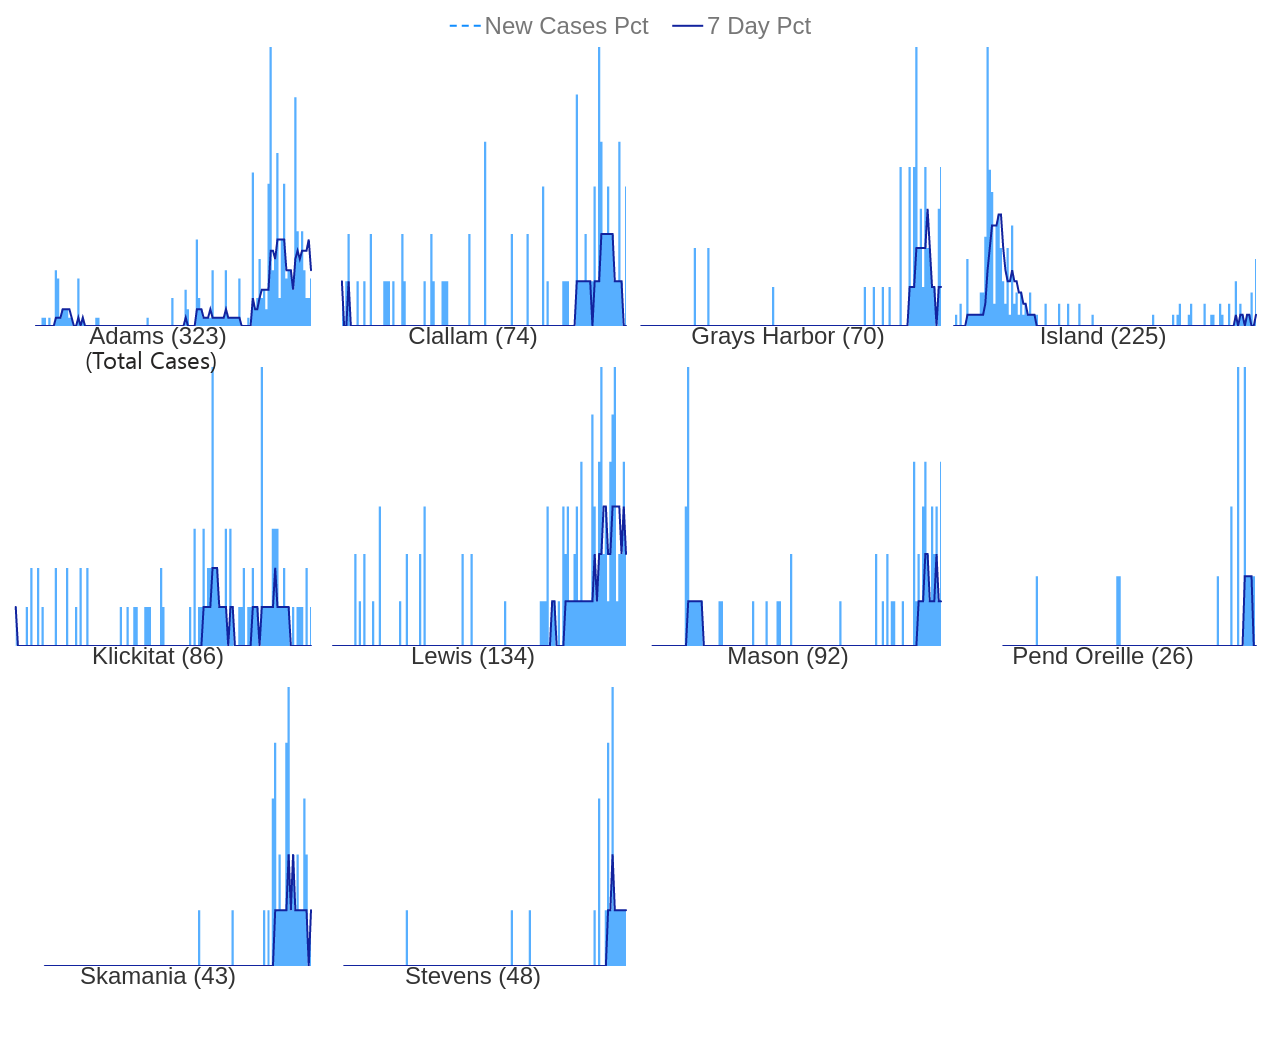 New Cases Pct 7 Day Pct
Adams (323) Clallam (74) Grays Harbor (70) Island (225)
(Total Cases)
Klickitat (86) Lewis (134) Mason (92) Pend Oreille (26)
Skamania (43) Stevens (48)